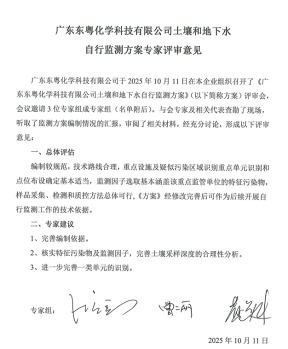 广东东粤化学科技有限公司土壤和地下水
自行监测方案专家评审意见
广东东粤化学科技有限公司于 2025 年 10 月 11 日在本企业组织召开了《广
东东粤化学科技有限公司土壤和地下水自行监测方案》（以下简称方案）评审会，
会议邀请 3 位专家组成专家组（名单附后）。与会专家及相关代表查勘了现场，
听取了监测方案编制情况的汇报，审阅了相关材料。经充分讨论，形成以下评审
意见：
一、总体评估
编制较规范，技术路线合理，重点设施及疑似污染区域识别重点单元识别和
点位布设确定基本适当，监测因子选取基本涵盖该重点监管单位的特征污染物，
样品采集、检测和质控方法总体可行，《方案》经修改完善后可作为后续开展自
行监测工作的技术依据。
二、专家建议
1、完善编制依据。
2、核实特征污染物及监测因子，完善土壤采样深度的合理性分析。
3、进一步完善一类单元的识别。
专家组：
2025 年 10 月 11 日